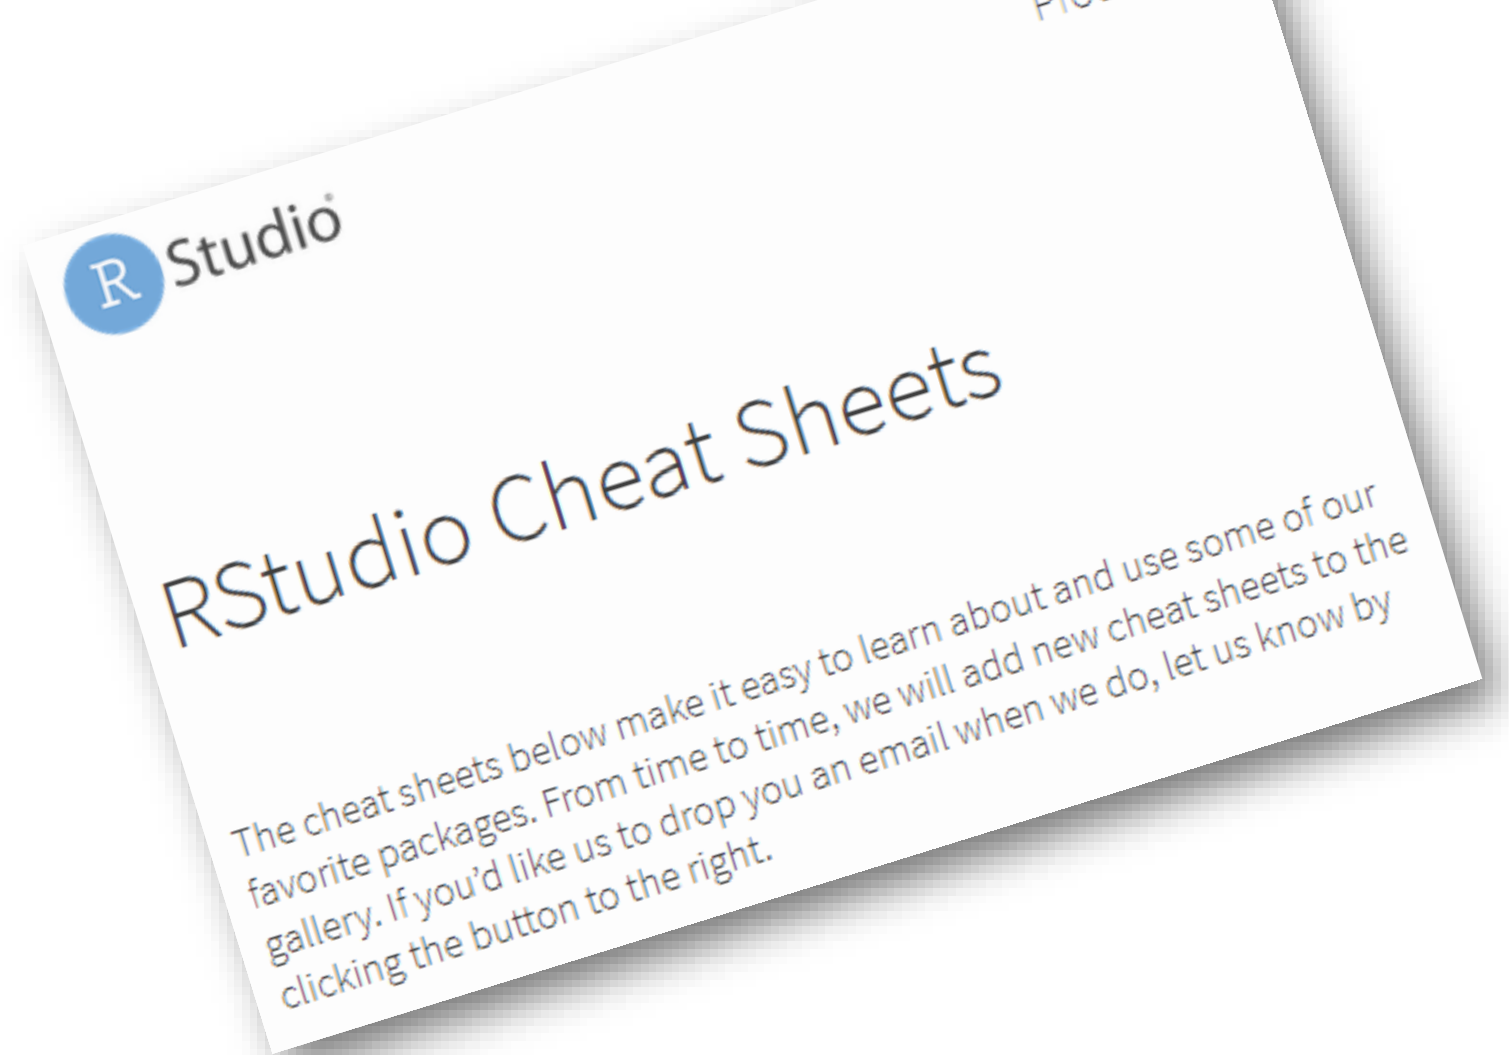 R Studio®
RStudio Cheat Sheets
The cheat sheets below make it easy to learn about and use some of our
favorite packages. From time to time, we will add new cheat sheets to the
gallery. If you’d like us to drop you an email when we do, let us know by
clicking the button to the right.